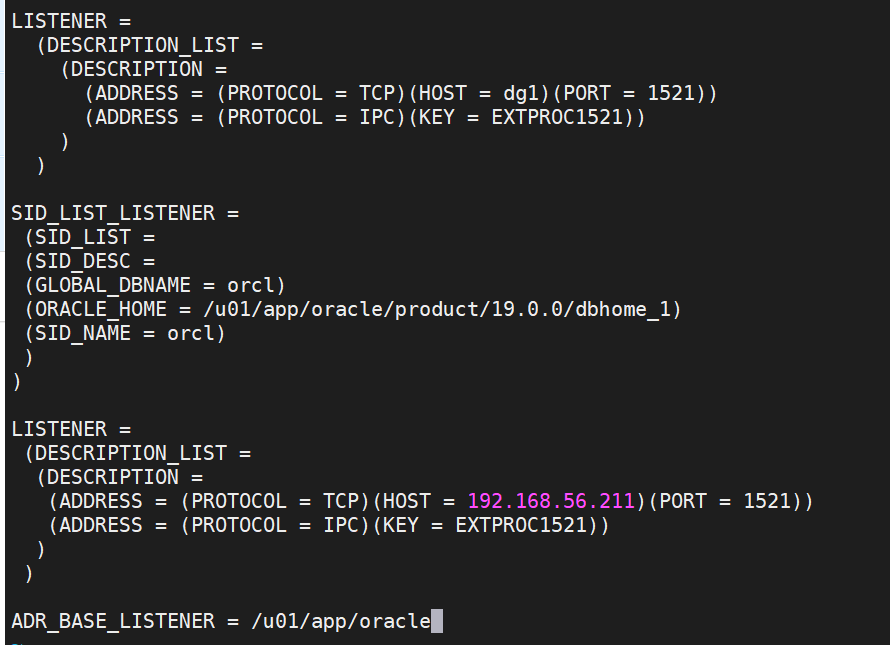 LISTENER =
  (DESCRIPTION_LIST =
    (DESCRIPTION =
      (ADDRESS = (PROTOCOL = TCP)(HOST = dg1)(PORT = 1521))
      (ADDRESS = (PROTOCOL = IPC)(KEY = EXTPROC1521))
    )
  )

SID_LIST_LISTENER =
 (SID_LIST =
 (SID_DESC =
 (GLOBAL_DBNAME = orcl)
 (ORACLE_HOME = /u01/app/oracle/product/19.0.0/dbhome_1)
 (SID_NAME = orcl)
 )
)

LISTENER =
 (DESCRIPTION_LIST =
  (DESCRIPTION =
   (ADDRESS = (PROTOCOL = TCP)(HOST = 192.168.56.211)(PORT = 1521))
   (ADDRESS = (PROTOCOL = IPC)(KEY = EXTPROC1521))
  )
 )

ADR_BASE_LISTENER = /u01/app/oracle